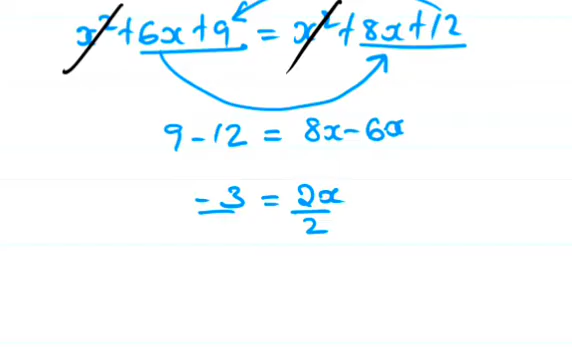 x² + 6x + 9 = x² + 8x + 12
9 - 12 = 8x - 6x
-3 = 2x
2